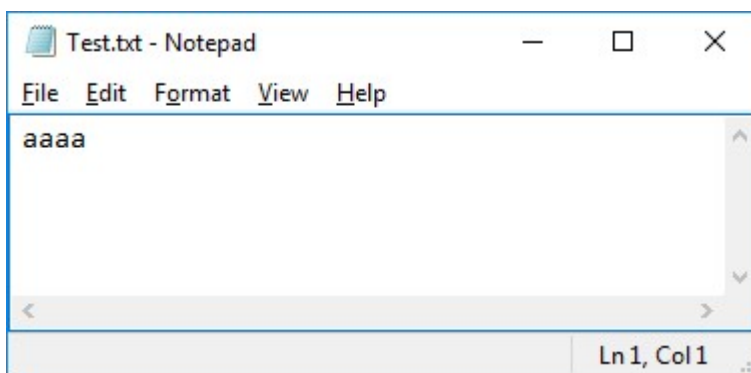 Test.txt - Notepad
File Edit Format View Help
aaaa
Ln 1, Col 1